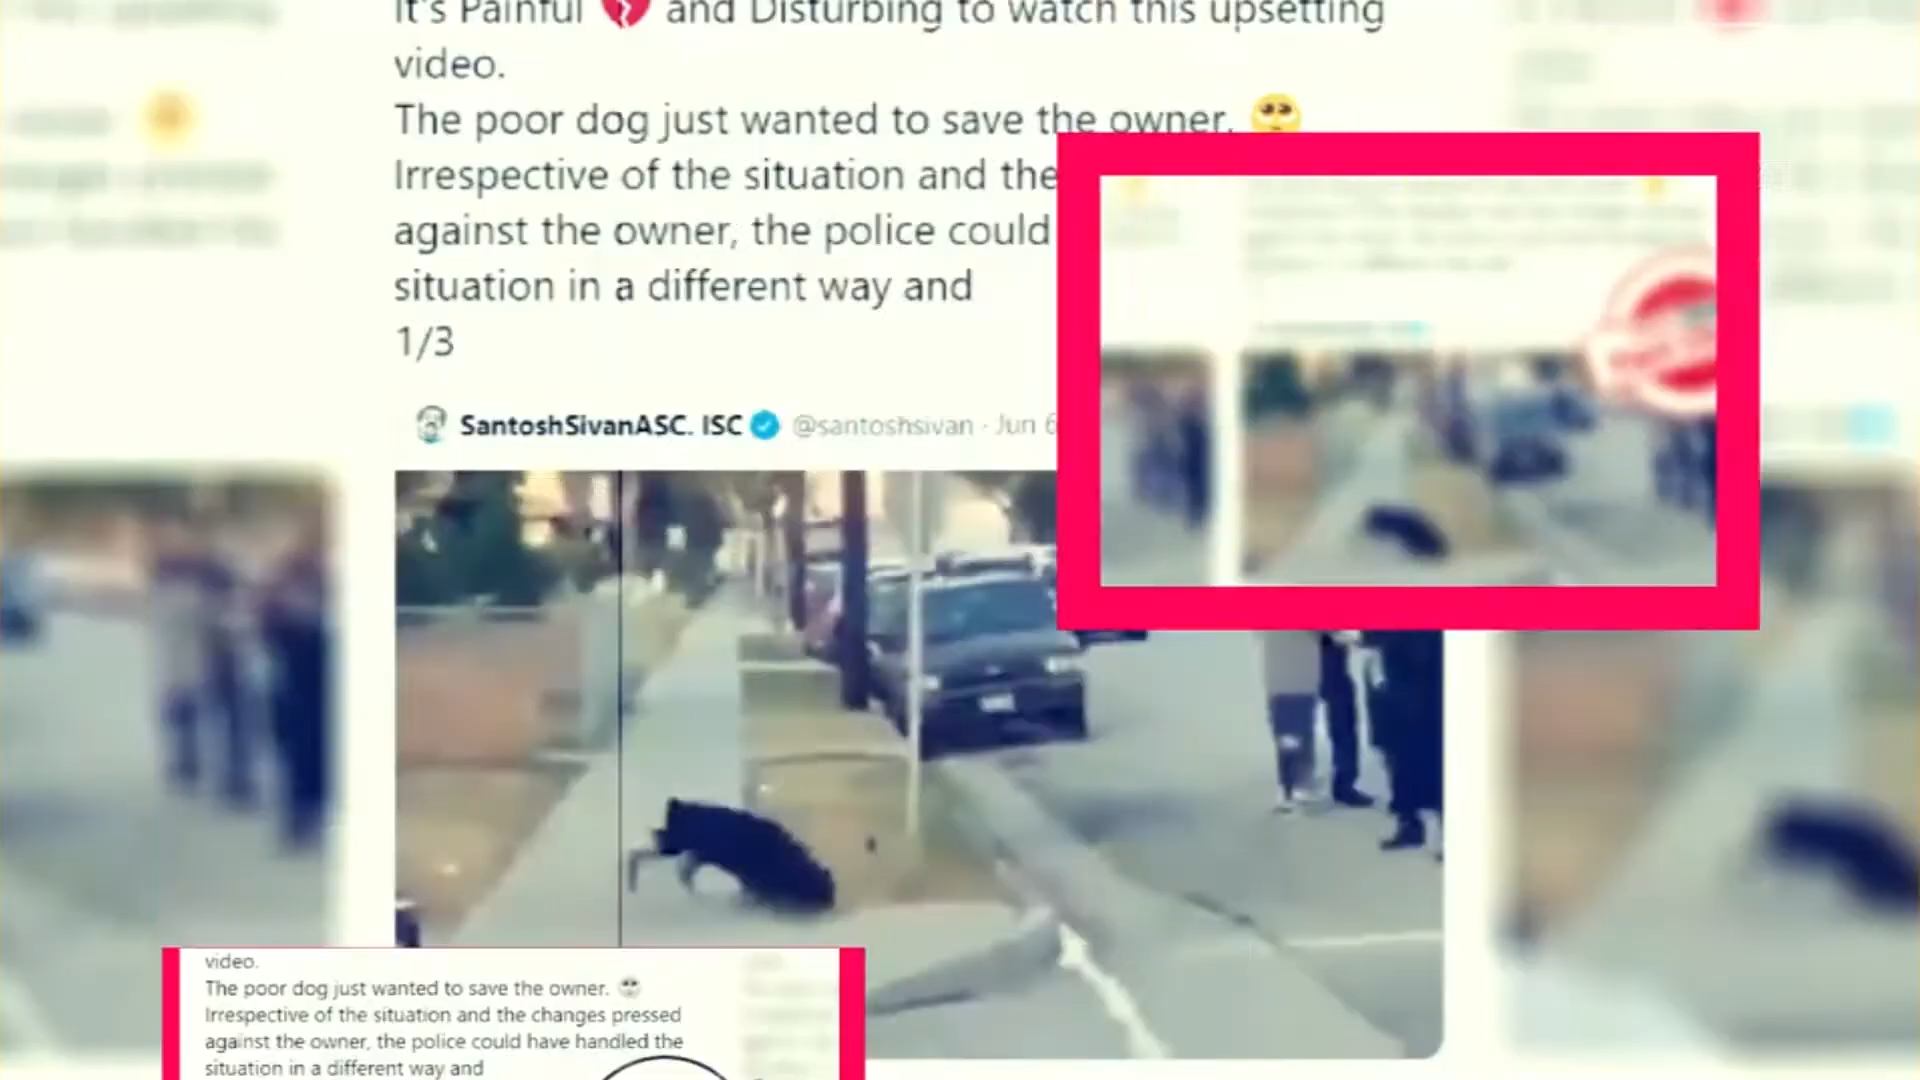 It's Painful 💔 and Disturbing to watch this upsetting
video.
The poor dog just wanted to save the owner. 🥺
Irrespective of the situation and the
against the owner, the police could
situation in a different way and
1/3
SantoshSivanASC. ISC @santoshsivan · Jun 6
video.
The poor dog just wanted to save the owner. 🥺
Irrespective of the situation and the changes pressed
against the owner, the police could have handled the
situation in a different way and